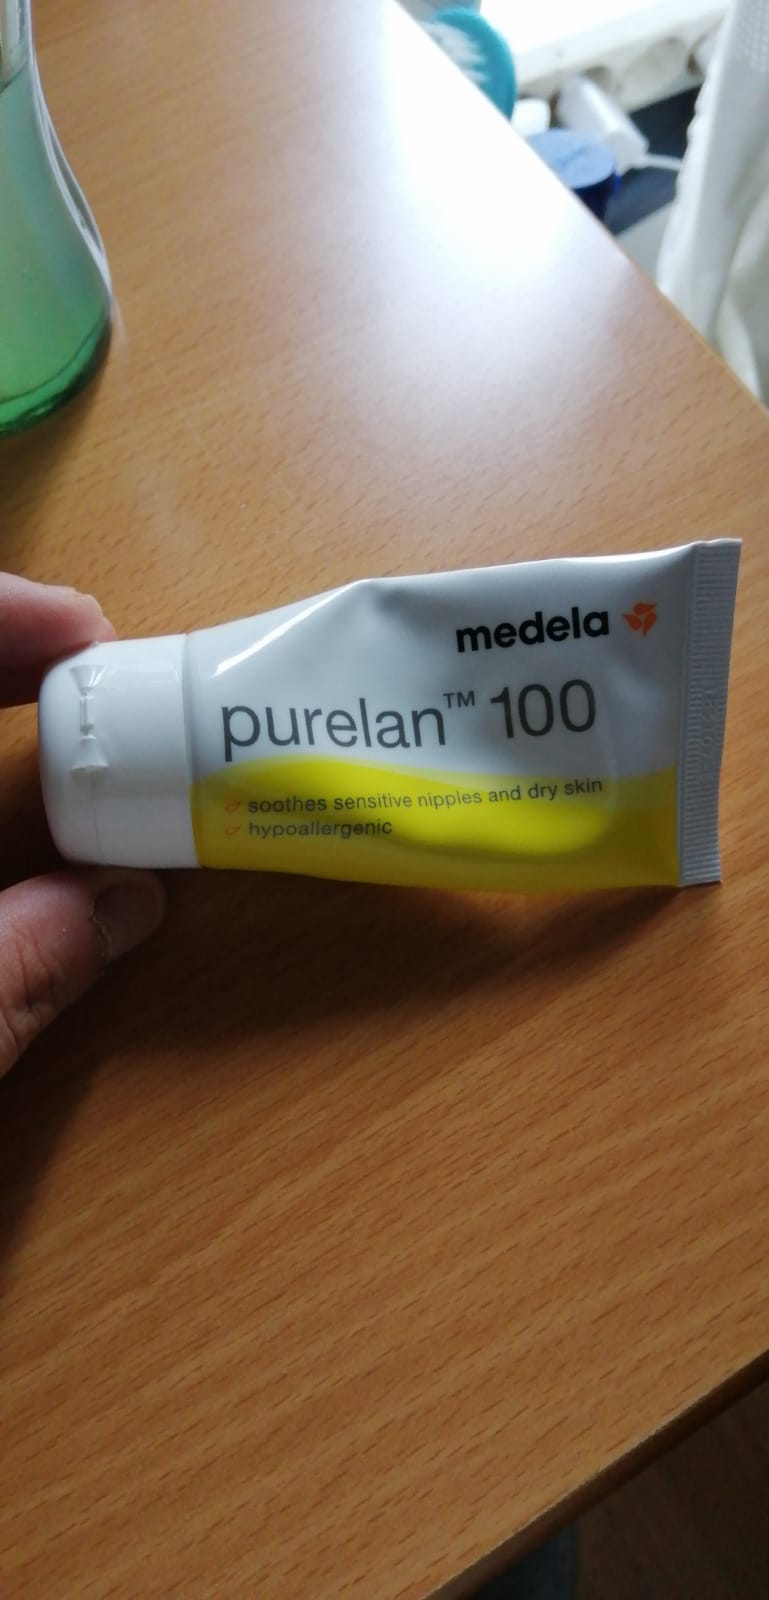 medela
purelan™ 100
soothes sensitive nipples and dry skin
hypoallergenic